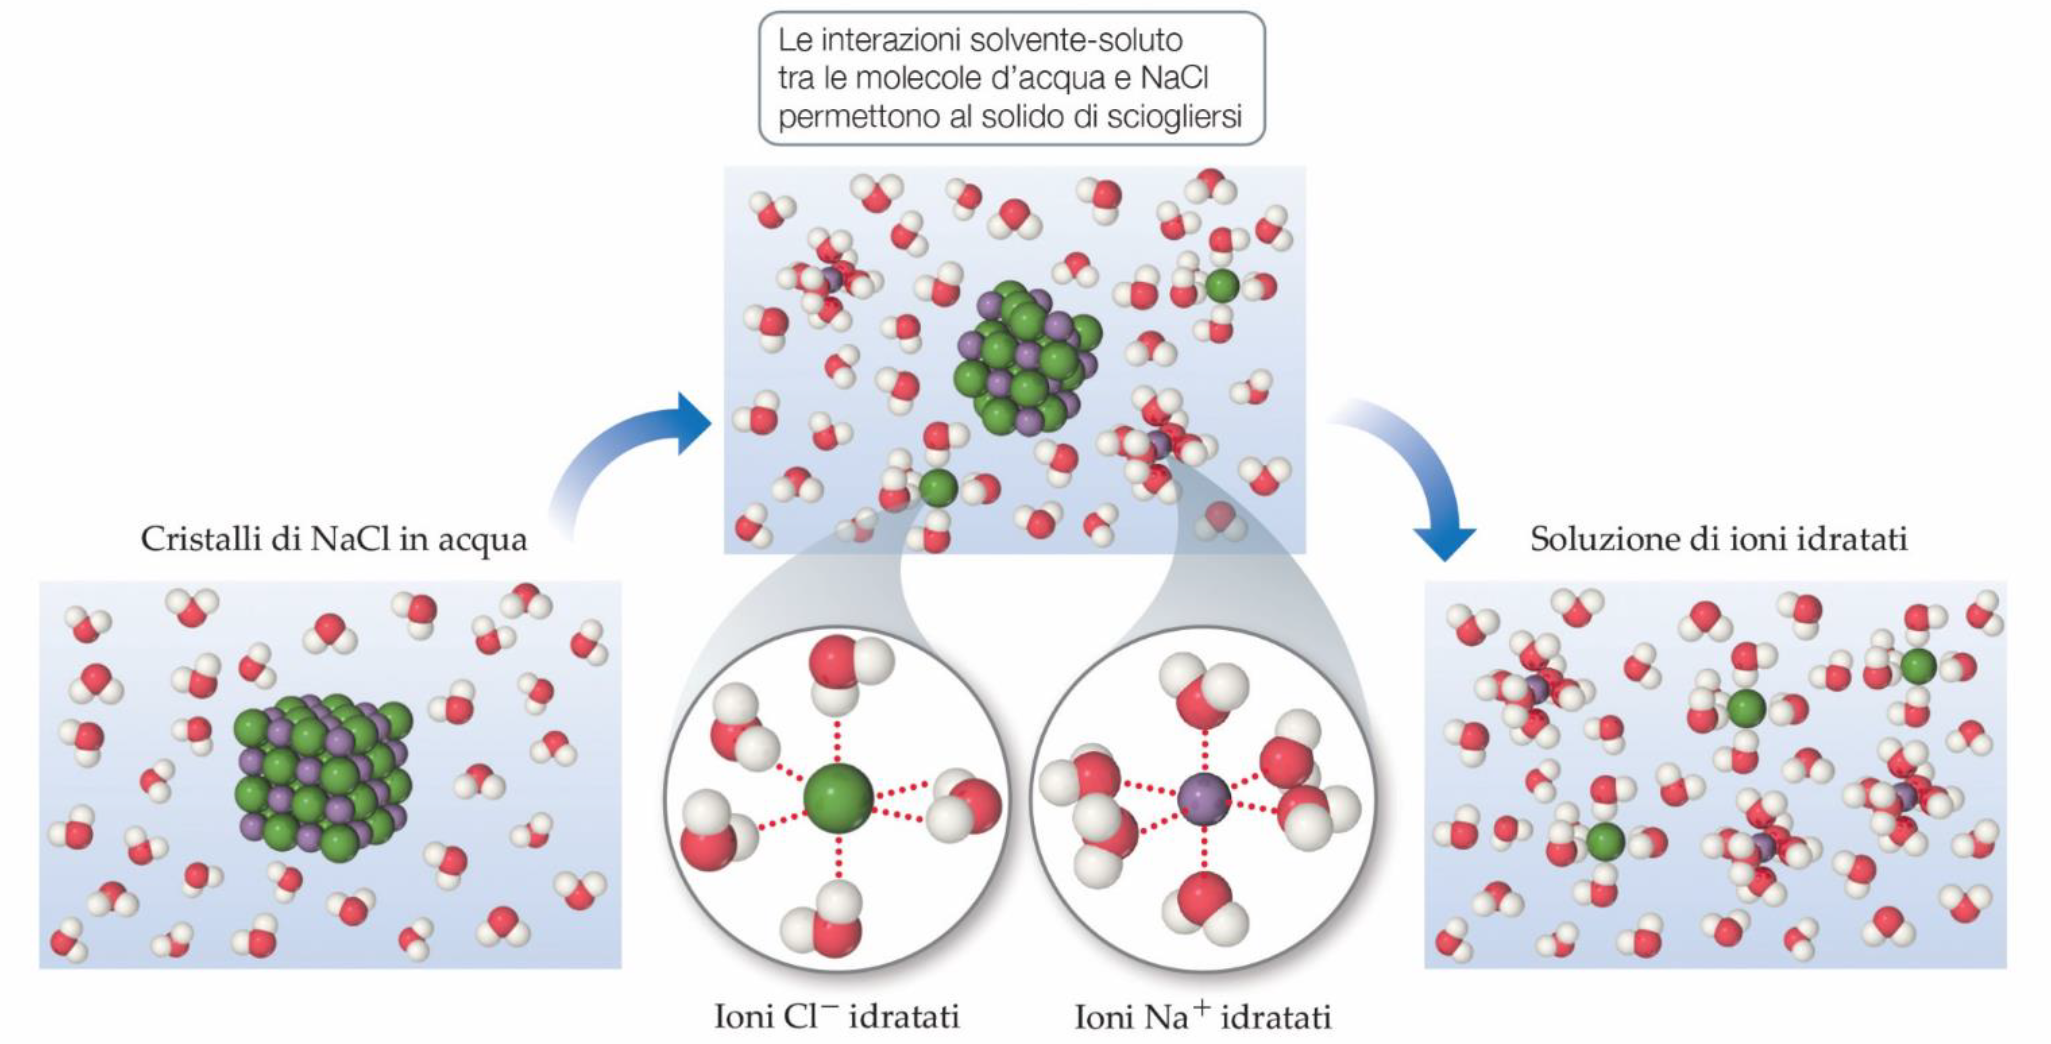 Le interazioni solvente-soluto
tra le molecole d'acqua e NaCl
permettono al solido di sciogliersi
Cristalli di NaCl in acqua
Soluzione di ioni idratati
Ioni Cl⁻ idratati
Ioni Na⁺ idratati